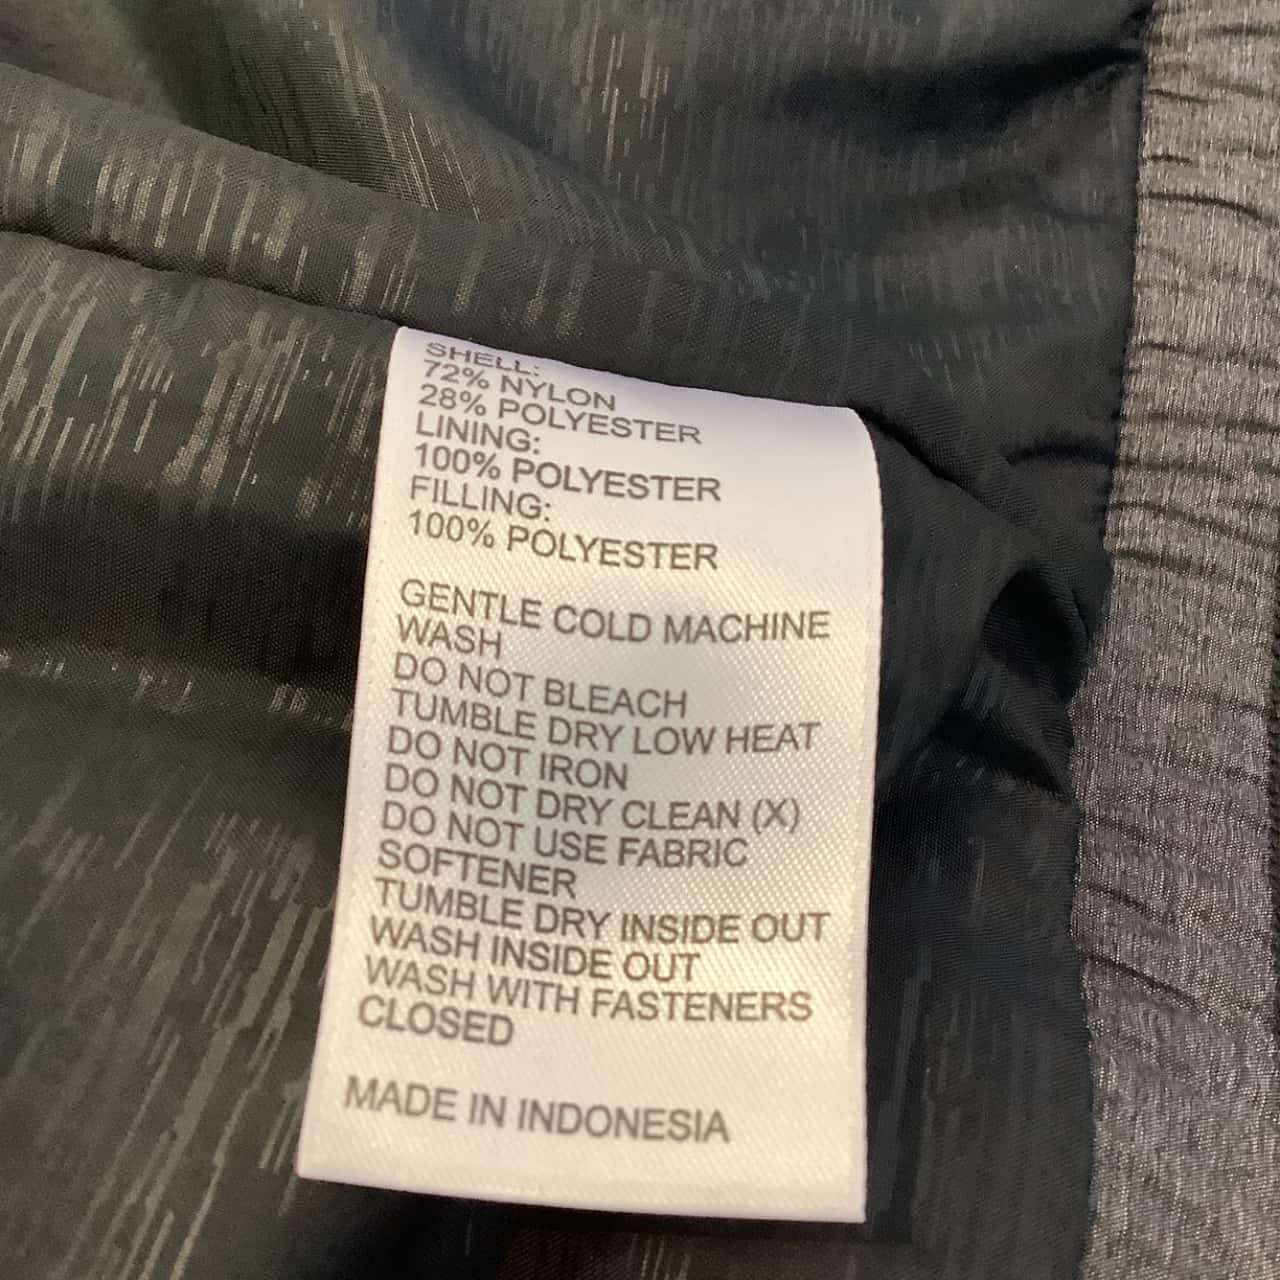 SHELL:
72% NYLON
28% POLYESTER
LINING:
100% POLYESTER
FILLING:
100% POLYESTER
GENTLE COLD MACHINE
WASH
DO NOT BLEACH
TUMBLE DRY LOW HEAT
DO NOT IRON
DO NOT DRY CLEAN (X)
DO NOT USE FABRIC
SOFTENER
TUMBLE DRY INSIDE OUT
WASH INSIDE OUT
WASH WITH FASTENERS
CLOSED
MADE IN INDONESIA